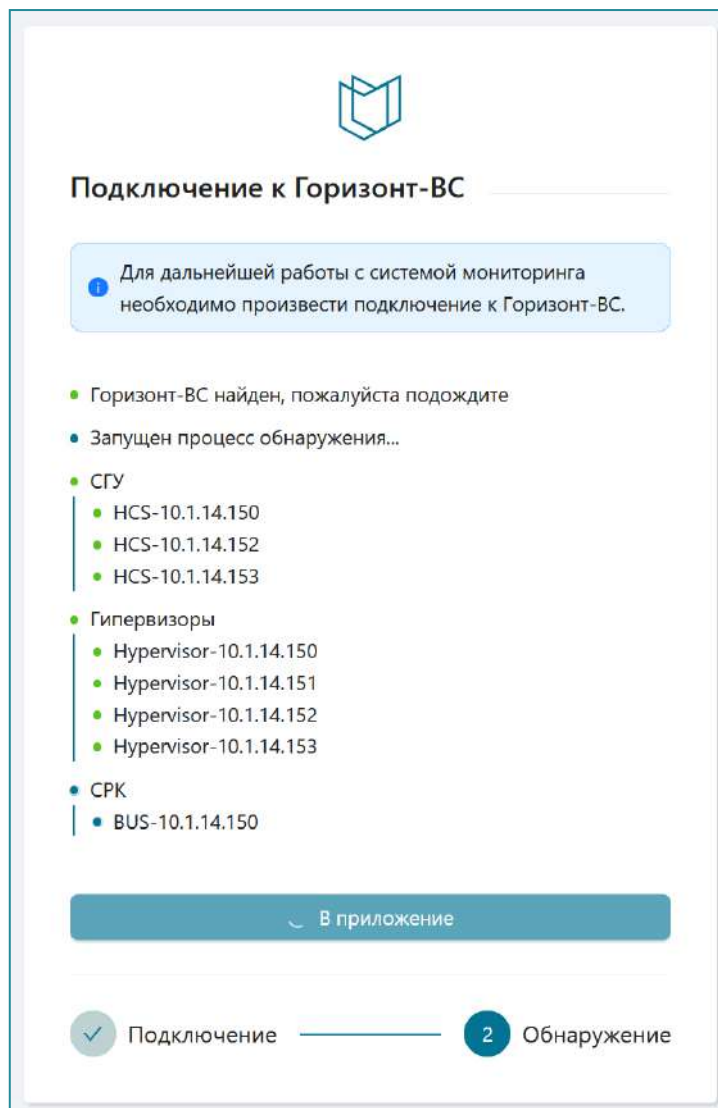 Подключение к Горизонт-ВС
Для дальнейшей работы с системой мониторинга
необходимо произвести подключение к Горизонт-ВС.
Горизонт-ВС найден, пожалуйста подождите
Запущен процесс обнаружения...
СГУ
HCS-10.1.14.150
HCS-10.1.14.152
HCS-10.1.14.153
Гипервизоры
Hypervisor-10.1.14.150
Hypervisor-10.1.14.151
Hypervisor-10.1.14.152
Hypervisor-10.1.14.153
СРК
BUS-10.1.14.150
В приложение
Подключение
2 Обнаружение